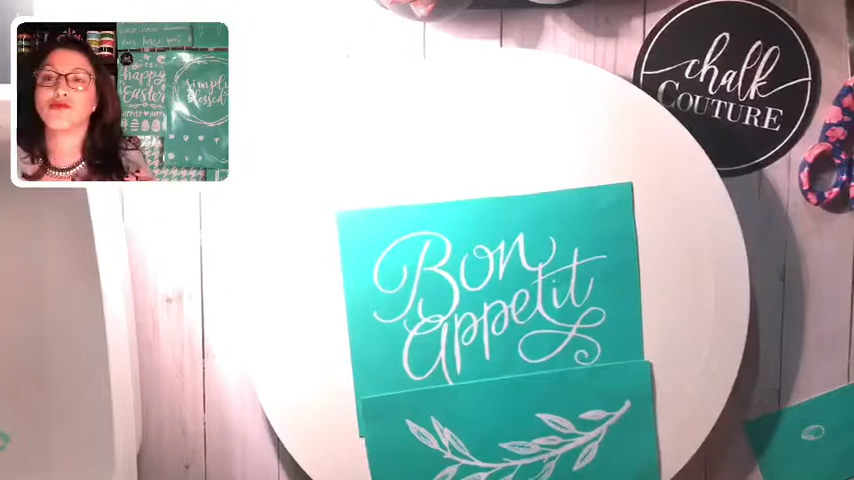 happy
Easter
simply
blessed
chalk
COUTURE
Bon
Appetit